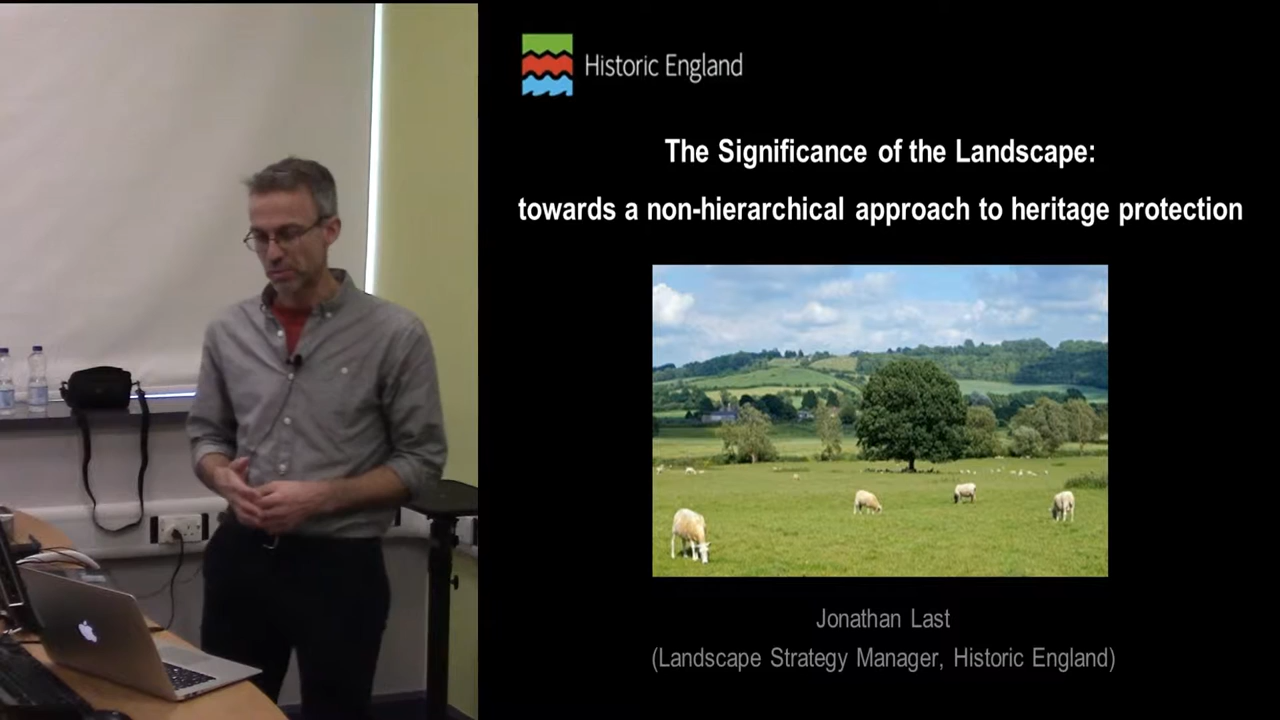 Historic England
The Significance of the Landscape:
towards a non-hierarchical approach to heritage protection
Jonathan Last
(Landscape Strategy Manager, Historic England)